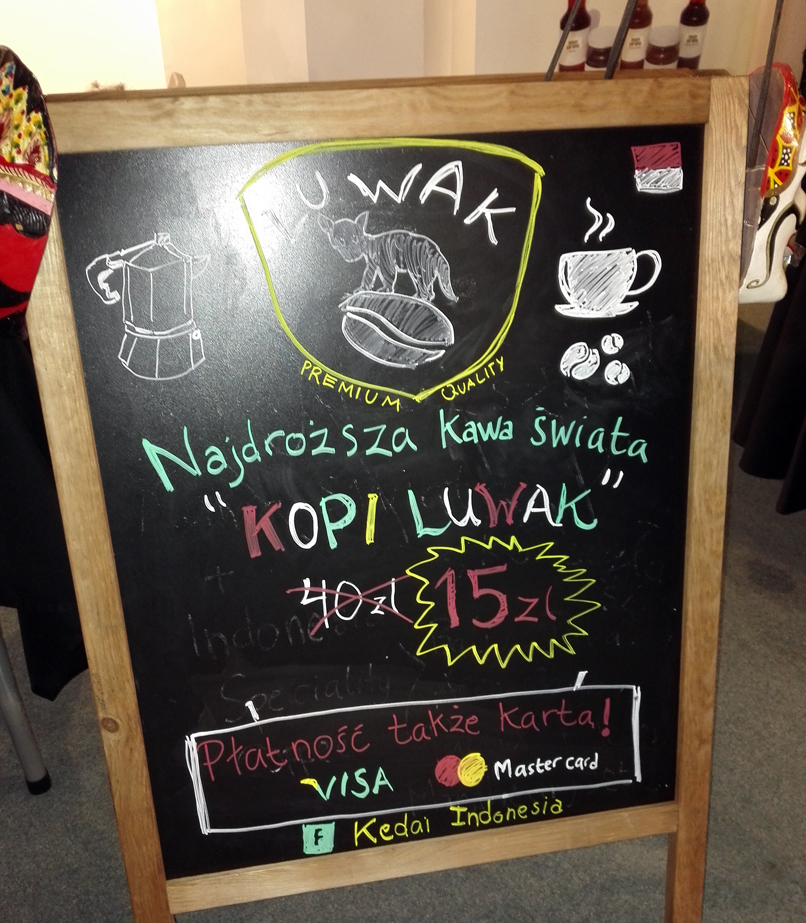 LUWAK
PREMIUM QUALITY
Najdroższa kawa świata
"KOPI LUWAK"
40zł 15zł
Płatność także kartą!
VISA Mastercard
F Kedai Indonesia